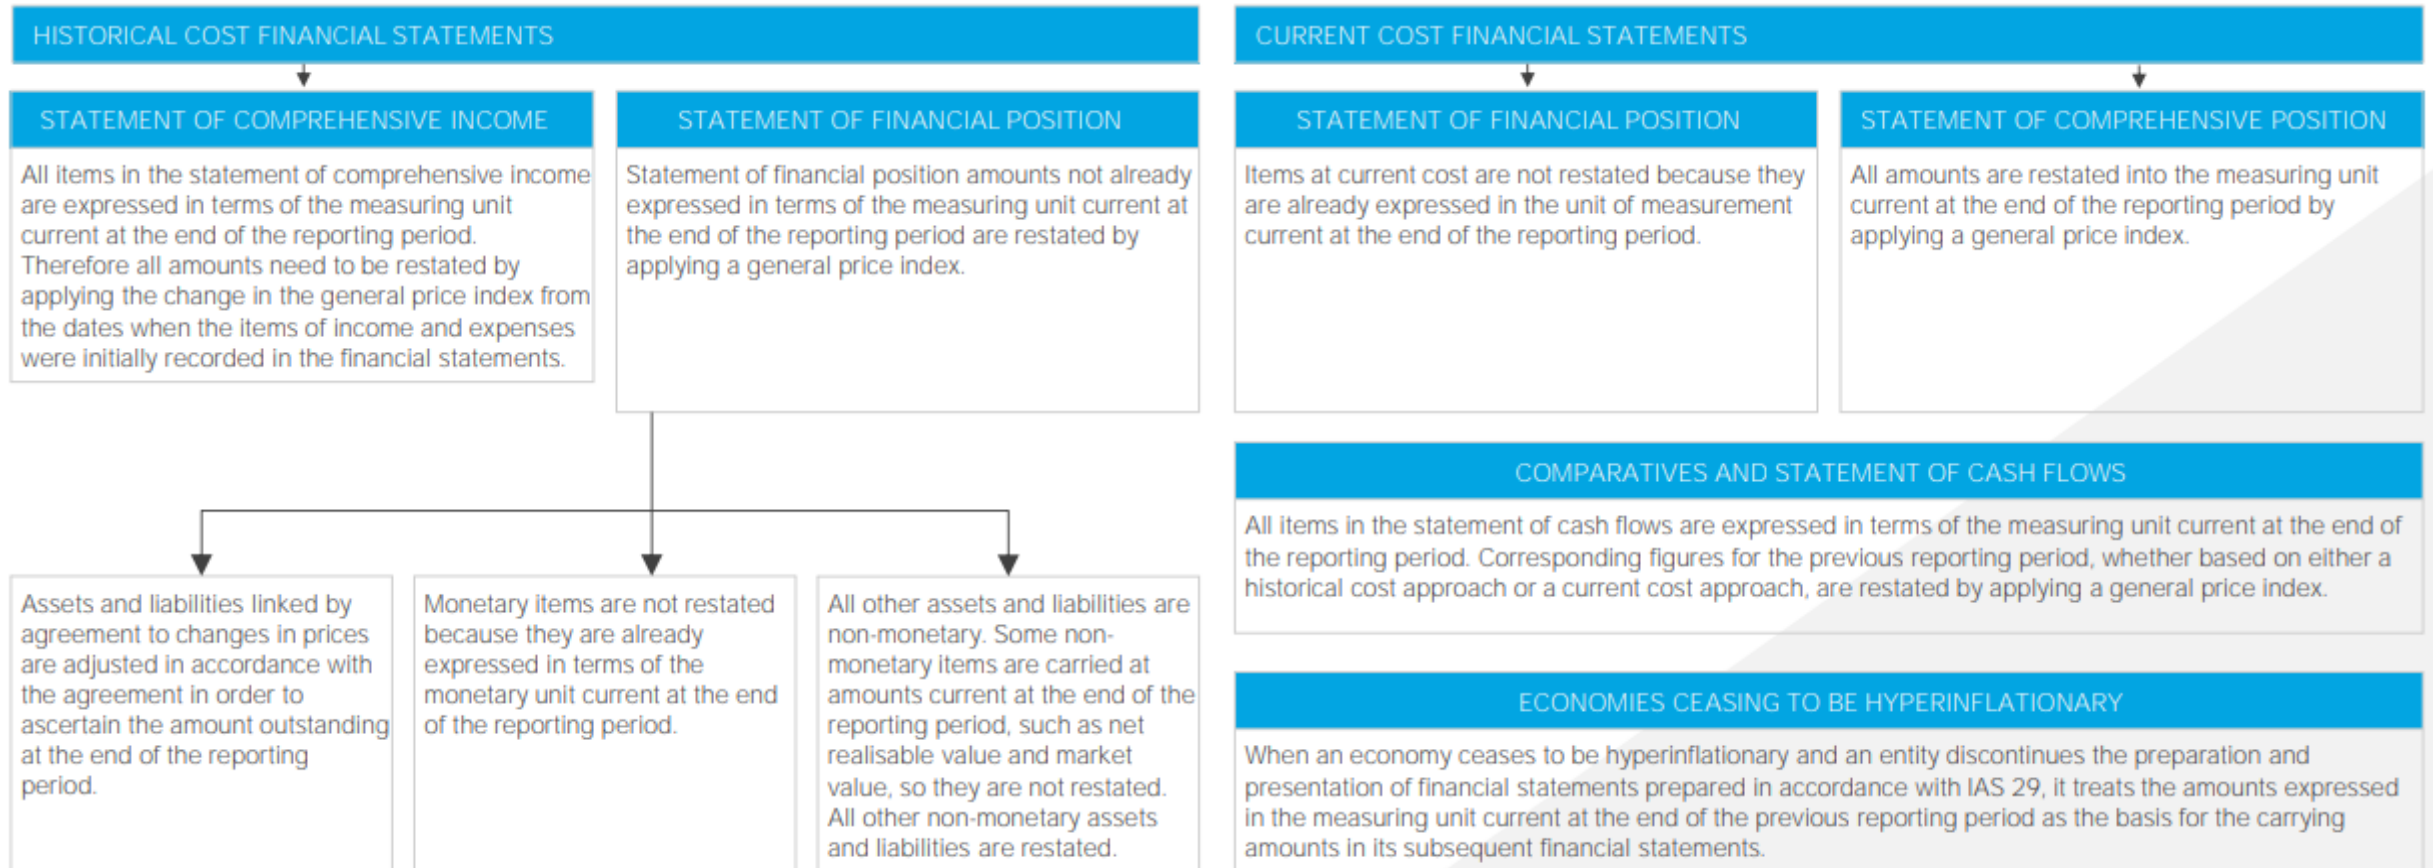 HISTORICAL COST FINANCIAL STATEMENTS
STATEMENT OF COMPREHENSIVE INCOME
All items in the statement of comprehensive income
are expressed in terms of the measuring unit
current at the end of the reporting period.
Therefore all amounts need to be restated by
applying the change in the general price index from
the dates when the items of income and expenses
were initially recorded in the financial statements.
STATEMENT OF FINANCIAL POSITION
Statement of financial position amounts not already
expressed in terms of the measuring unit current at
the end of the reporting period are restated by
applying a general price index.
Assets and liabilities linked by
agreement to changes in prices
are adjusted in accordance with
the agreement in order to
ascertain the amount outstanding
at the end of the reporting
period.
Monetary items are not restated
because they are already
expressed in terms of the
monetary unit current at the end
of the reporting period.
All other assets and liabilities are
non-monetary. Some non-
monetary items are carried at
amounts current at the end of the
reporting period, such as net
realisable value and market
value, so they are not restated.
All other non-monetary assets
and liabilities are restated.
CURRENT COST FINANCIAL STATEMENTS
STATEMENT OF FINANCIAL POSITION
Items at current cost are not restated because they
are already expressed in the unit of measurement
current at the end of the reporting period.
STATEMENT OF COMPREHENSIVE POSITION
All amounts are restated into the measuring unit
current at the end of the reporting period by
applying a general price index.
COMPARATIVES AND STATEMENT OF CASH FLOWS
All items in the statement of cash flows are expressed in terms of the measuring unit current at the end of
the reporting period. Corresponding figures for the previous reporting period, whether based on either a
historical cost approach or a current cost approach, are restated by applying a general price index.
ECONOMIES CEASING TO BE HYPERINFLATIONARY
When an economy ceases to be hyperinflationary and an entity discontinues the preparation and
presentation of financial statements prepared in accordance with IAS 29, it treats the amounts expressed
in the measuring unit current at the end of the previous reporting period as the basis for the carrying
amounts in its subsequent financial statements.